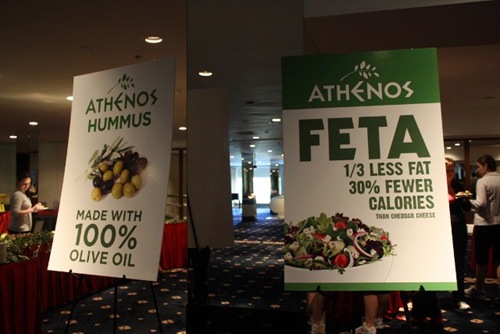 ATHENOS
HUMMUS
MADE WITH
100%
OLIVE OIL
ATHENOS
FETA
1/3 LESS FAT
30% FEWER
CALORIES
THAN CHEDDAR CHEESE